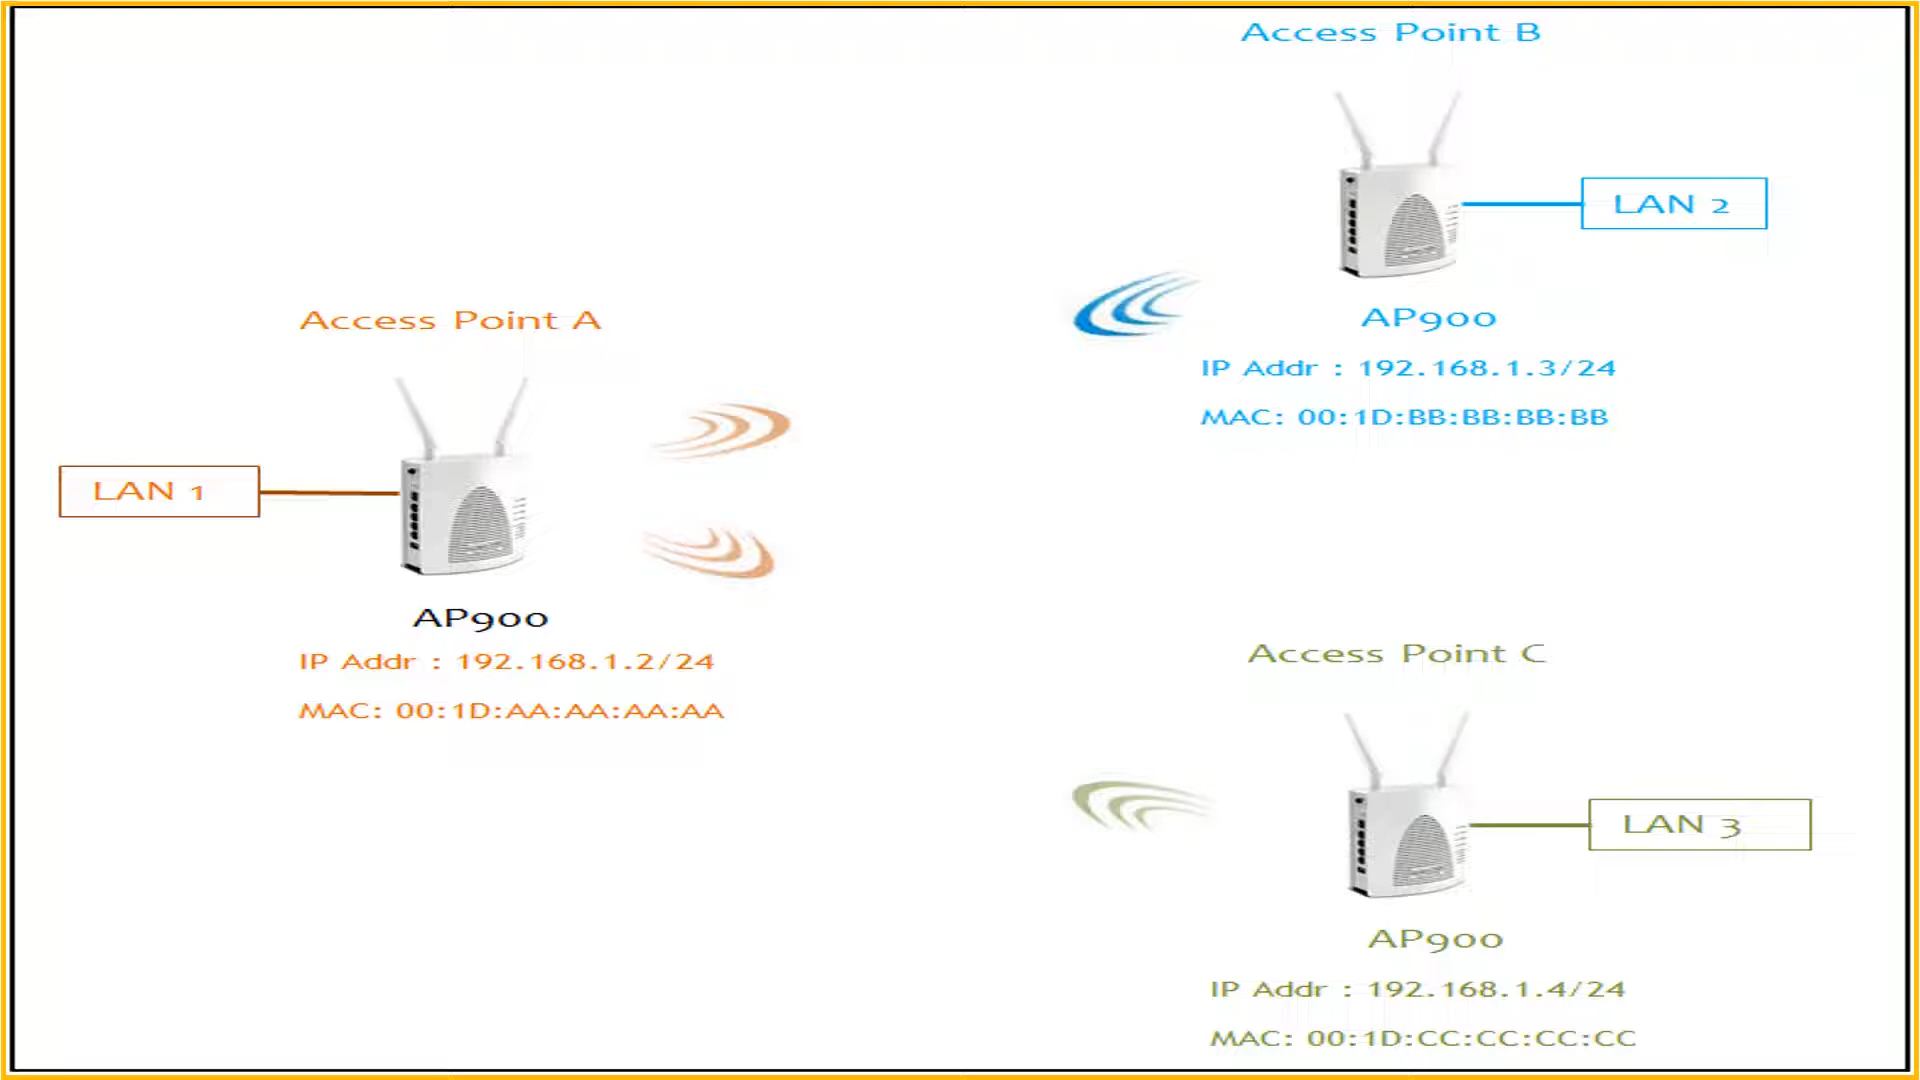 Access Point B
LAN 2
AP900
IP Addr : 192.168.1.3/24
MAC: 00:1D:BB:BB:BB:BB
Access Point A
LAN 1
AP900
IP Addr : 192.168.1.2/24
MAC: 00:1D:AA:AA:AA:AA
Access Point C
LAN 3
AP900
IP Addr : 192.168.1.4/24
MAC: 00:1D:CC:CC:CC:CC